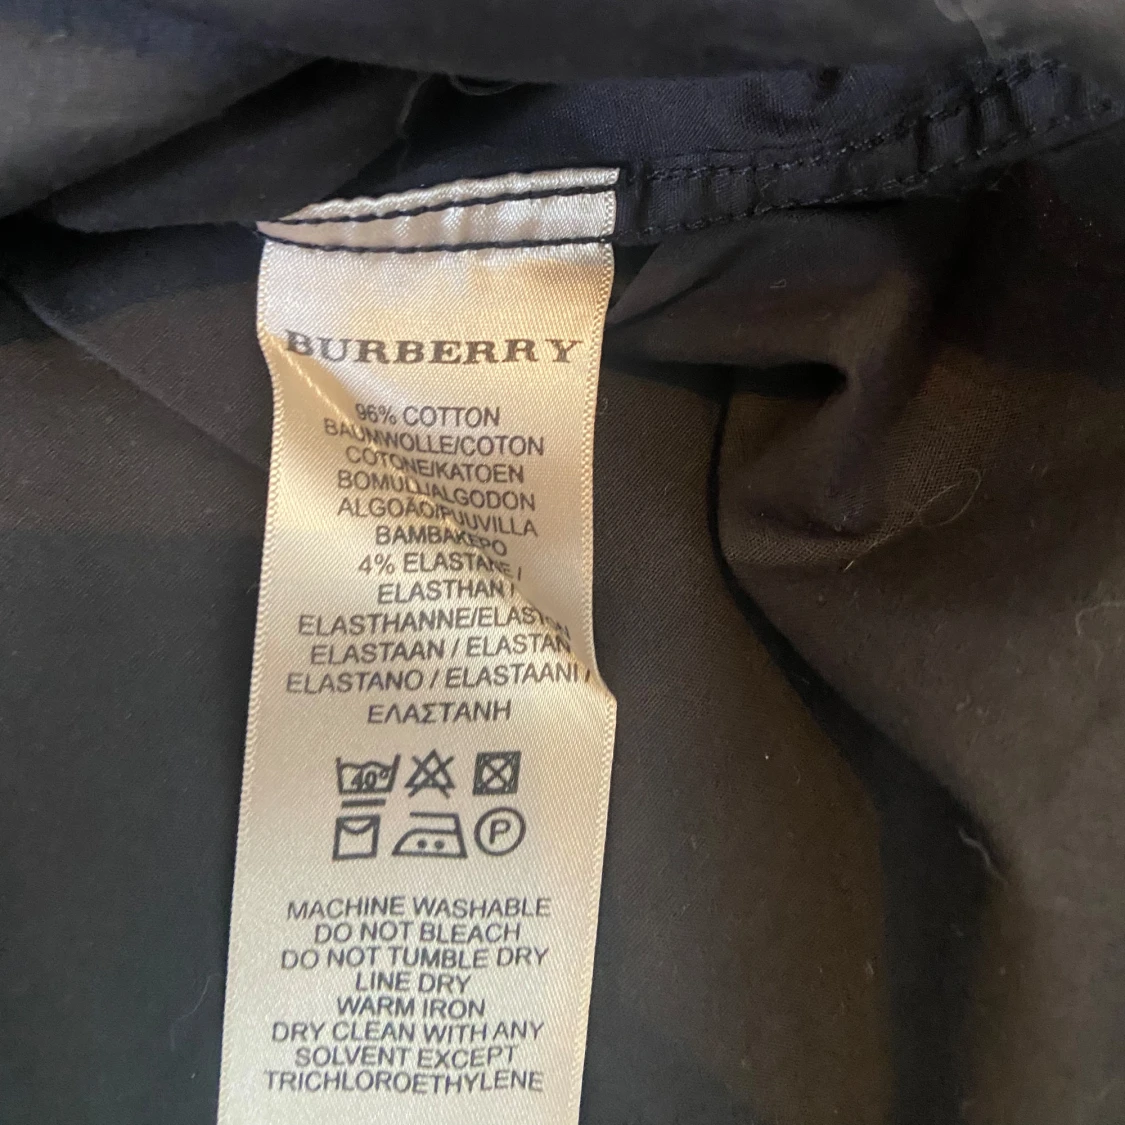 BURBERRY
96% COTTON
BAUMWOLLE/COTON
COTONE/KATOEN
BOMULL/ALGODON
ALGOÃO/PUUVILLA
ΒΑΜΒΑΚΕΡΟ
4% ELASTANE /
ELASTHAN /
ELASTHANNE/ELASTON
ELASTAAN / ELASTAN
ELASTANO / ELASTAANI /
ΕΛΑΣΤΑΝΗ
40°
P
MACHINE WASHABLE
DO NOT BLEACH
DO NOT TUMBLE DRY
LINE DRY
WARM IRON
DRY CLEAN WITH ANY
SOLVENT EXCEPT
TRICHLOROETHYLENE